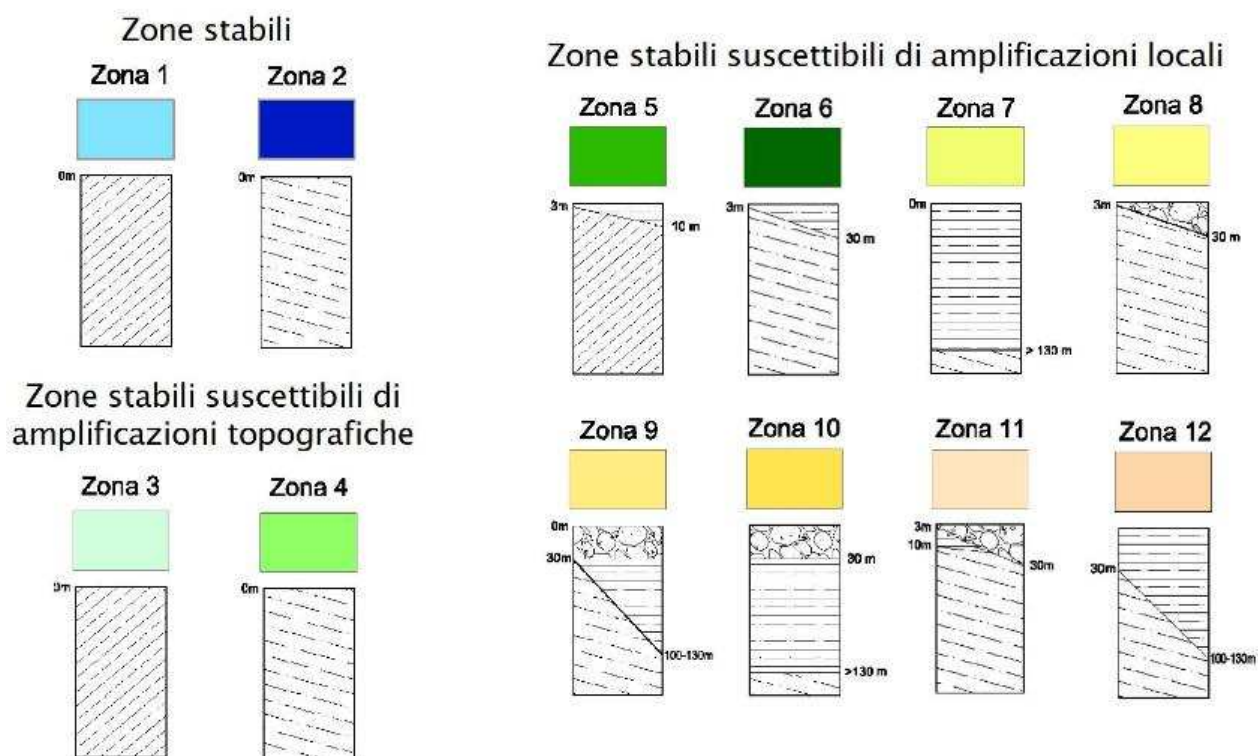 Zone stabili
Zona 1
Zona 2
0m
0m
Zone stabili suscettibili di
amplificazioni topografiche
Zona 3
Zona 4
0m
0m
Zone stabili suscettibili di amplificazioni locali
Zona 5
Zona 6
Zona 7
Zona 8
3m
10 m
3m
30 m
0m
> 130 m
3m
30 m
Zona 9
Zona 10
Zona 11
Zona 12
0m
30m
100-130m
30 m
>130 m
3m
10m
30m
30m
100-130m